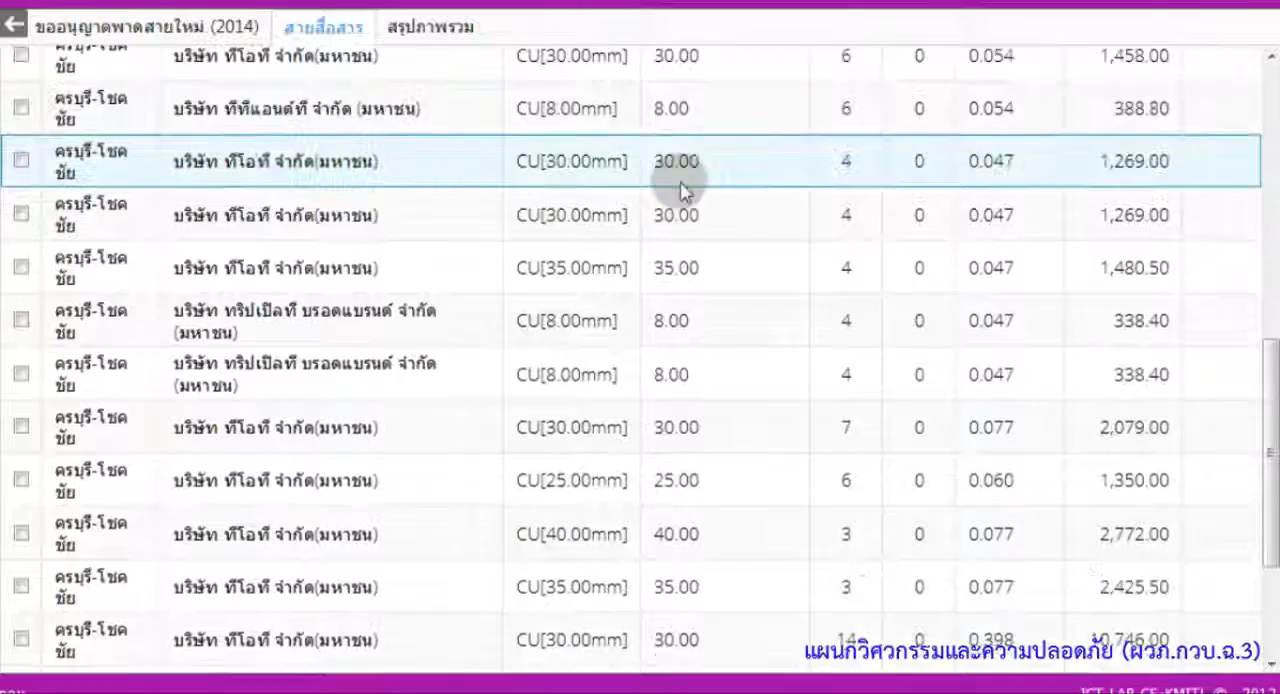 ขออนุญาตพาดสายใหม่ (2014) สายสื่อสาร สรุปภาพรวม
ครบุรี-โชคชัย บริษัท ทีโอที จำกัด(มหาชน) CU[30.00mm] 30.00 6 0 0.054 1,458.00
ครบุรี-โชคชัย บริษัท ทีทีแอนด์ที จำกัด (มหาชน) CU[8.00mm] 8.00 6 0 0.054 388.80
ครบุรี-โชคชัย บริษัท ทีโอที จำกัด(มหาชน) CU[30.00mm] 30.00 4 0 0.047 1,269.00
ครบุรี-โชคชัย บริษัท ทีโอที จำกัด(มหาชน) CU[30.00mm] 30.00 4 0 0.047 1,269.00
ครบุรี-โชคชัย บริษัท ทีโอที จำกัด(มหาชน) CU[35.00mm] 35.00 4 0 0.047 1,480.50
ครบุรี-โชคชัย บริษัท ทริปเปิลที บรอดแบรนด์ จำกัด (มหาชน) CU[8.00mm] 8.00 4 0 0.047 338.40
ครบุรี-โชคชัย บริษัท ทริปเปิลที บรอดแบรนด์ จำกัด (มหาชน) CU[8.00mm] 8.00 4 0 0.047 338.40
ครบุรี-โชคชัย บริษัท ทีโอที จำกัด(มหาชน) CU[30.00mm] 30.00 7 0 0.077 2,079.00
ครบุรี-โชคชัย บริษัท ทีโอที จำกัด(มหาชน) CU[25.00mm] 25.00 6 0 0.060 1,350.00
ครบุรี-โชคชัย บริษัท ทีโอที จำกัด(มหาชน) CU[40.00mm] 40.00 3 0 0.077 2,772.00
ครบุรี-โชคชัย บริษัท ทีโอที จำกัด(มหาชน) CU[35.00mm] 35.00 3 0 0.077 2,425.50
ครบุรี-โชคชัย บริษัท ทีโอที จำกัด(มหาชน) CU[30.00mm] 30.00 14 0 0.398 10,746.00
แผนกวิศวกรรมและความปลอดภัย (ผวภ.กวบ.ฉ.3)